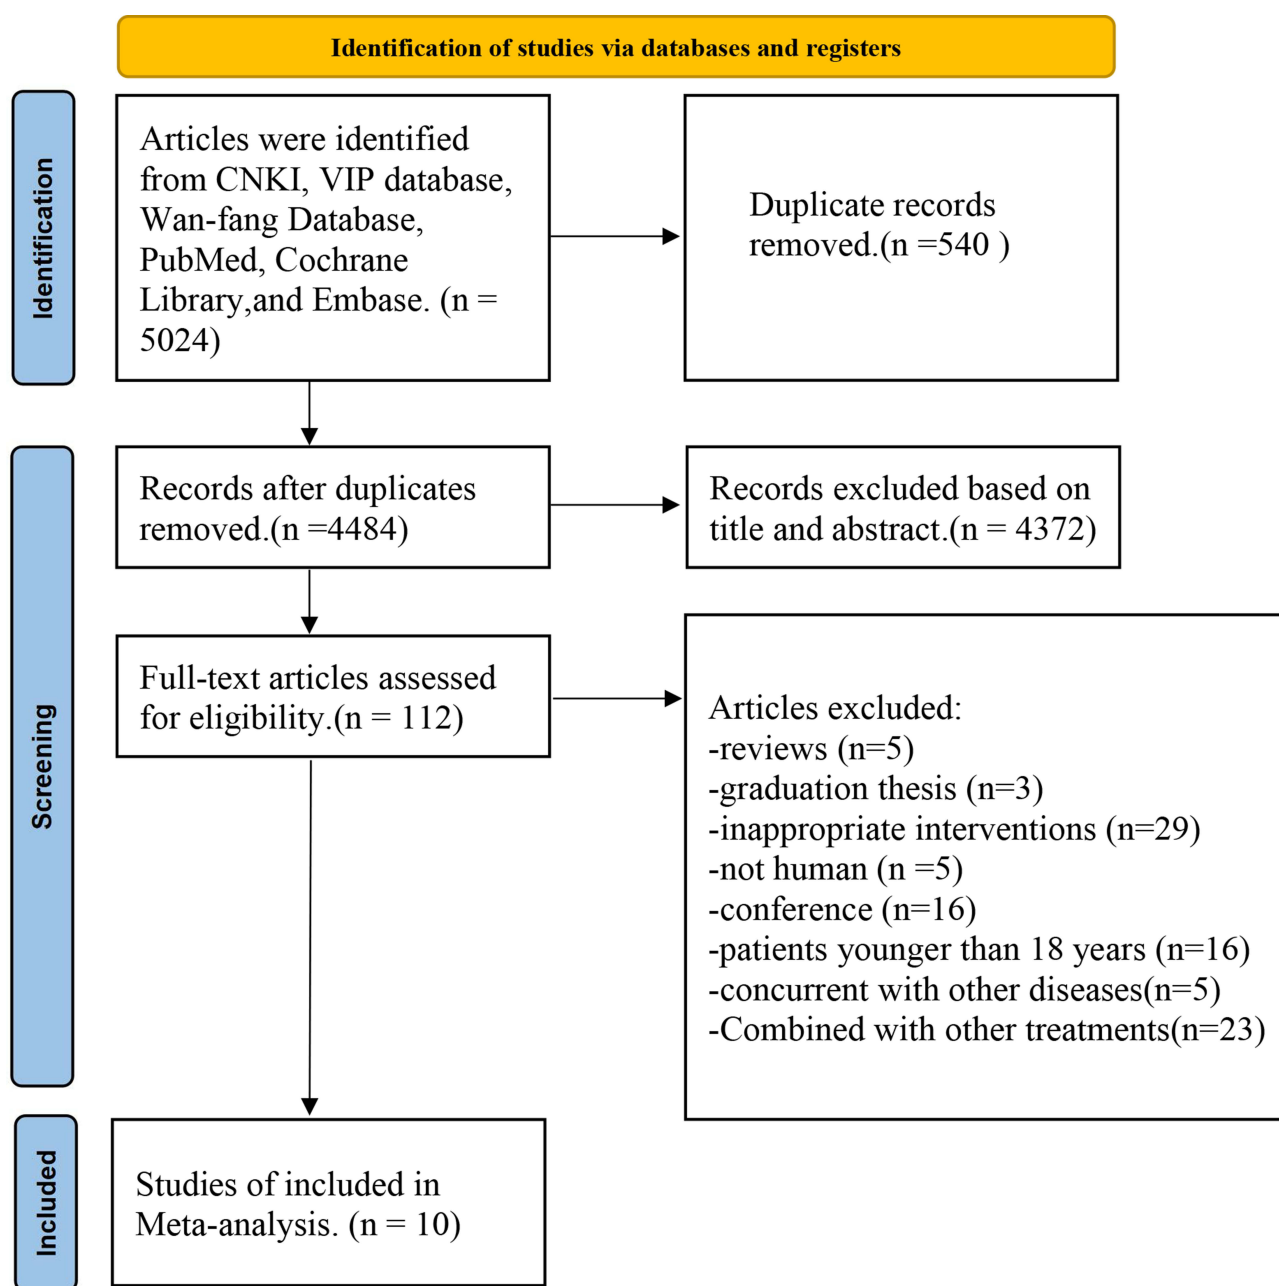 Identification of studies via databases and registers
Identification
Articles were identified
from CNKI, VIP database,
Wan-fang Database,
PubMed, Cochrane
Library,and Embase. (n =
5024)
Duplicate records
removed.(n =540 )
Screening
Records after duplicates
removed.(n =4484)
Records excluded based on
title and abstract.(n = 4372)
Full-text articles assessed
for eligibility.(n = 112)
Articles excluded:
-reviews (n=5)
-graduation thesis (n=3)
-inappropriate interventions (n=29)
-not human (n =5)
-conference (n=16)
-patients younger than 18 years (n=16)
-concurrent with other diseases(n=5)
-Combined with other treatments(n=23)
Included
Studies of included in
Meta-analysis. (n = 10)